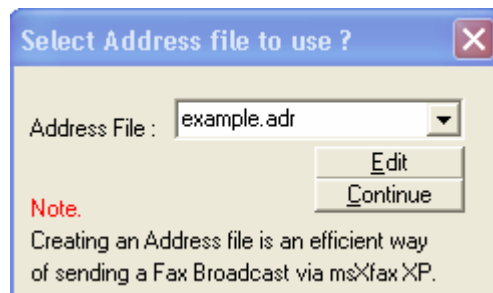 Select Address file to use ?
Address File : example.adr
Edit
Continue
Note.
Creating an Address file is an efficient way
of sending a Fax Broadcast via msXfax XP.